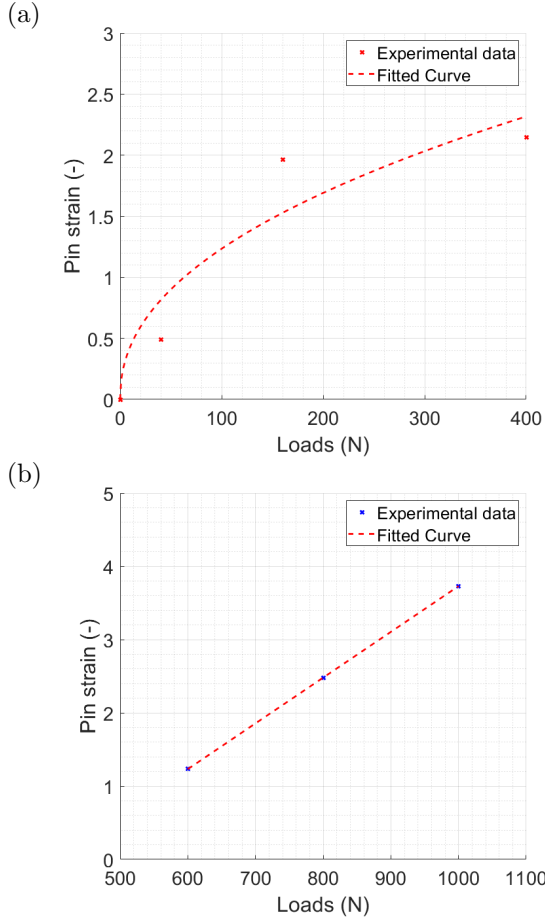 (a)
3
2.5
2
1.5
1
0.5
0
Pin strain (-)
Experimental data
Fitted Curve
0 100 200 300 400
Loads (N)
(b)
5
4
3
2
1
0
Pin strain (-)
Experimental data
Fitted Curve
500 600 700 800 900 1000 1100
Loads (N)